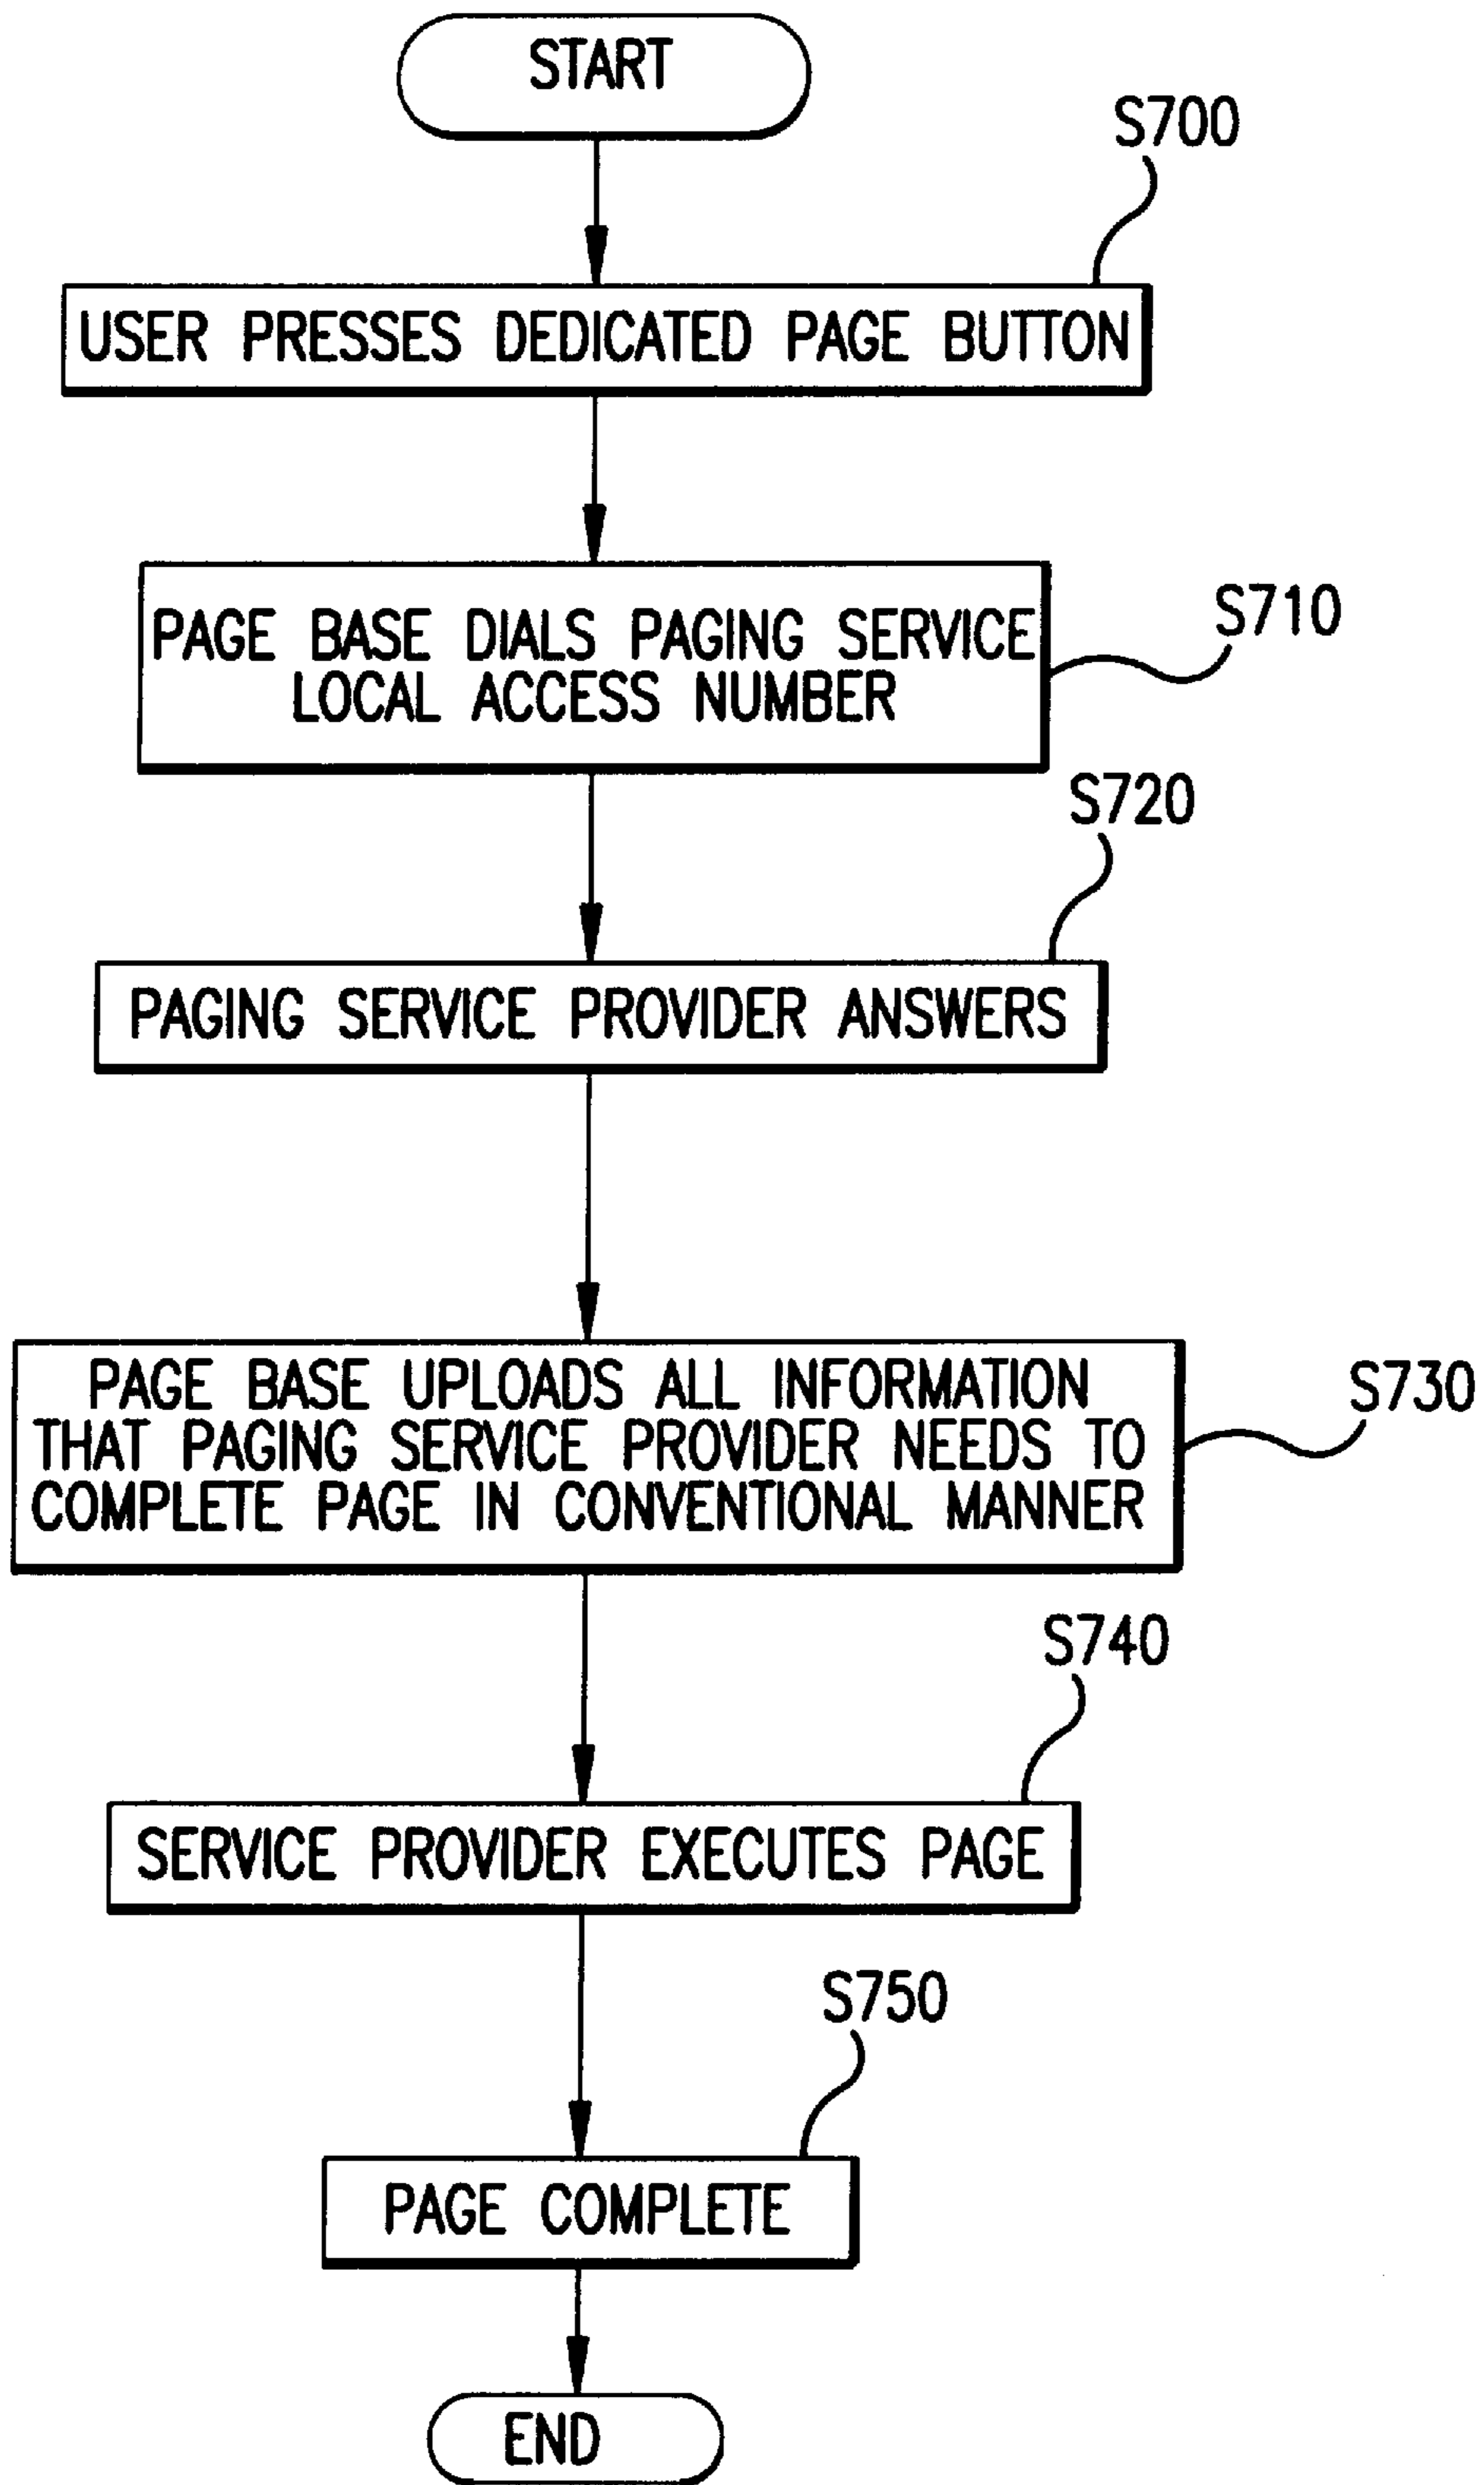 START
S700
USER PRESSES DEDICATED PAGE BUTTON
PAGE BASE DIALS PAGING SERVICE
LOCAL ACCESS NUMBER
S710
S720
PAGING SERVICE PROVIDER ANSWERS
PAGE BASE UPLOADS ALL INFORMATION
THAT PAGING SERVICE PROVIDER NEEDS TO
COMPLETE PAGE IN CONVENTIONAL MANNER
S730
S740
SERVICE PROVIDER EXECUTES PAGE
S750
PAGE COMPLETE
END